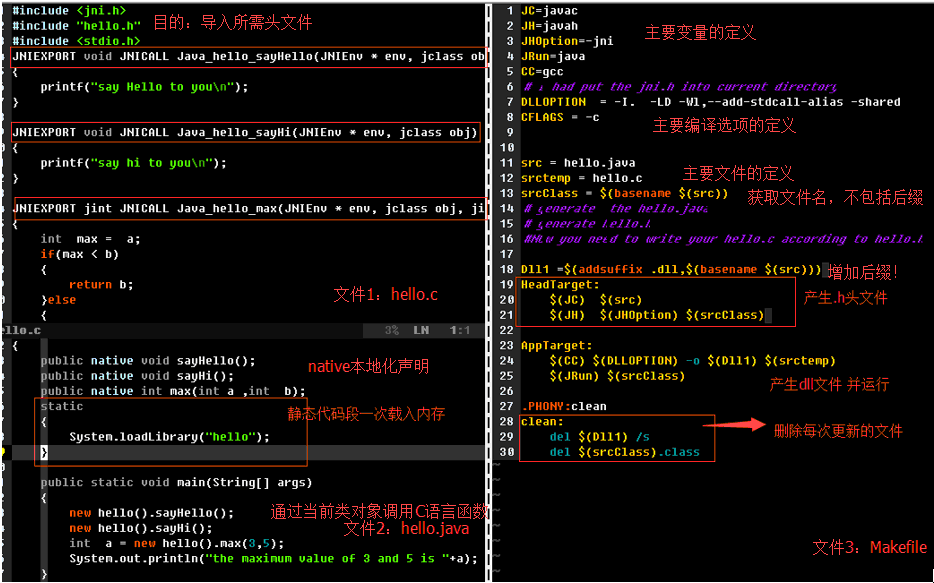 #include <jni.h>
#include "hello.h"
#include <stdio.h>
目的：导入所需头文件
JNIEXPORT void JNICALL Java_hello_sayHello(JNIEnv * env, jclass ob
{
printf("say Hello to you\n");
}
JNIEXPORT void JNICALL Java_hello_sayHi(JNIEnv * env, jclass obj)
{
printf("say hi to you\n");
}
JNIEXPORT jint JNICALL Java_hello_max(JNIEnv * env, jclass obj, ji
{
int max = a;
if(max < b)
{
return b;
}else
{
文件1：hello.c
ello.c 3% LN 1:1
{
public native void sayHello();
public native void sayHi();
public native int max(int a ,int b);
native本地化声明
static
{
System.loadLibrary("hello");
}
静态代码段一次载入内存
public static void main(String[] args)
{
new hello().sayHello();
new hello().sayHi();
int a = new hello().max(3,5);
System.out.println("the maximum value of 3 and 5 is "+a);
}
通过当前类对象调用C语言函数
文件2：hello.java
1 JC=javac
2 JH=javah
3 JHOption=-jni
4 JRun=java
5 CC=gcc
主要变量的定义
6 # I had put the jni.h into current directory
7 DLLOPTION = -I. -LD -Wl,--add-stdcall-alias -shared
8 CFLAGS = -c
主要编译选项的定义
9
10
11 src = hello.java
12 srctemp = hello.c
13 srcClass = $(basename $(src))
主要文件的定义
获取文件名，不包括后缀
14 # generate the hello.java
15 # generate hello.h
16 #Now you need to write your hello.c according to hello.h
17
18 Dll1 =$(addsuffix .dll,$(basename $(src)))
增加后缀！
19 HeadTarget:
20 $(JC) $(src)
21 $(JH) $(JHOption) $(srcClass)
产生.h头文件
22
23 AppTarget:
24 $(CC) $(DLLOPTION) -o $(Dll1) $(srctemp)
25 $(JRun) $(srcClass)
产生dll文件 并运行
26
27 .PHONY:clean
28 clean:
29 del $(Dll1) /s
30 del $(srcClass).class
删除每次更新的文件
文件3：Makefile